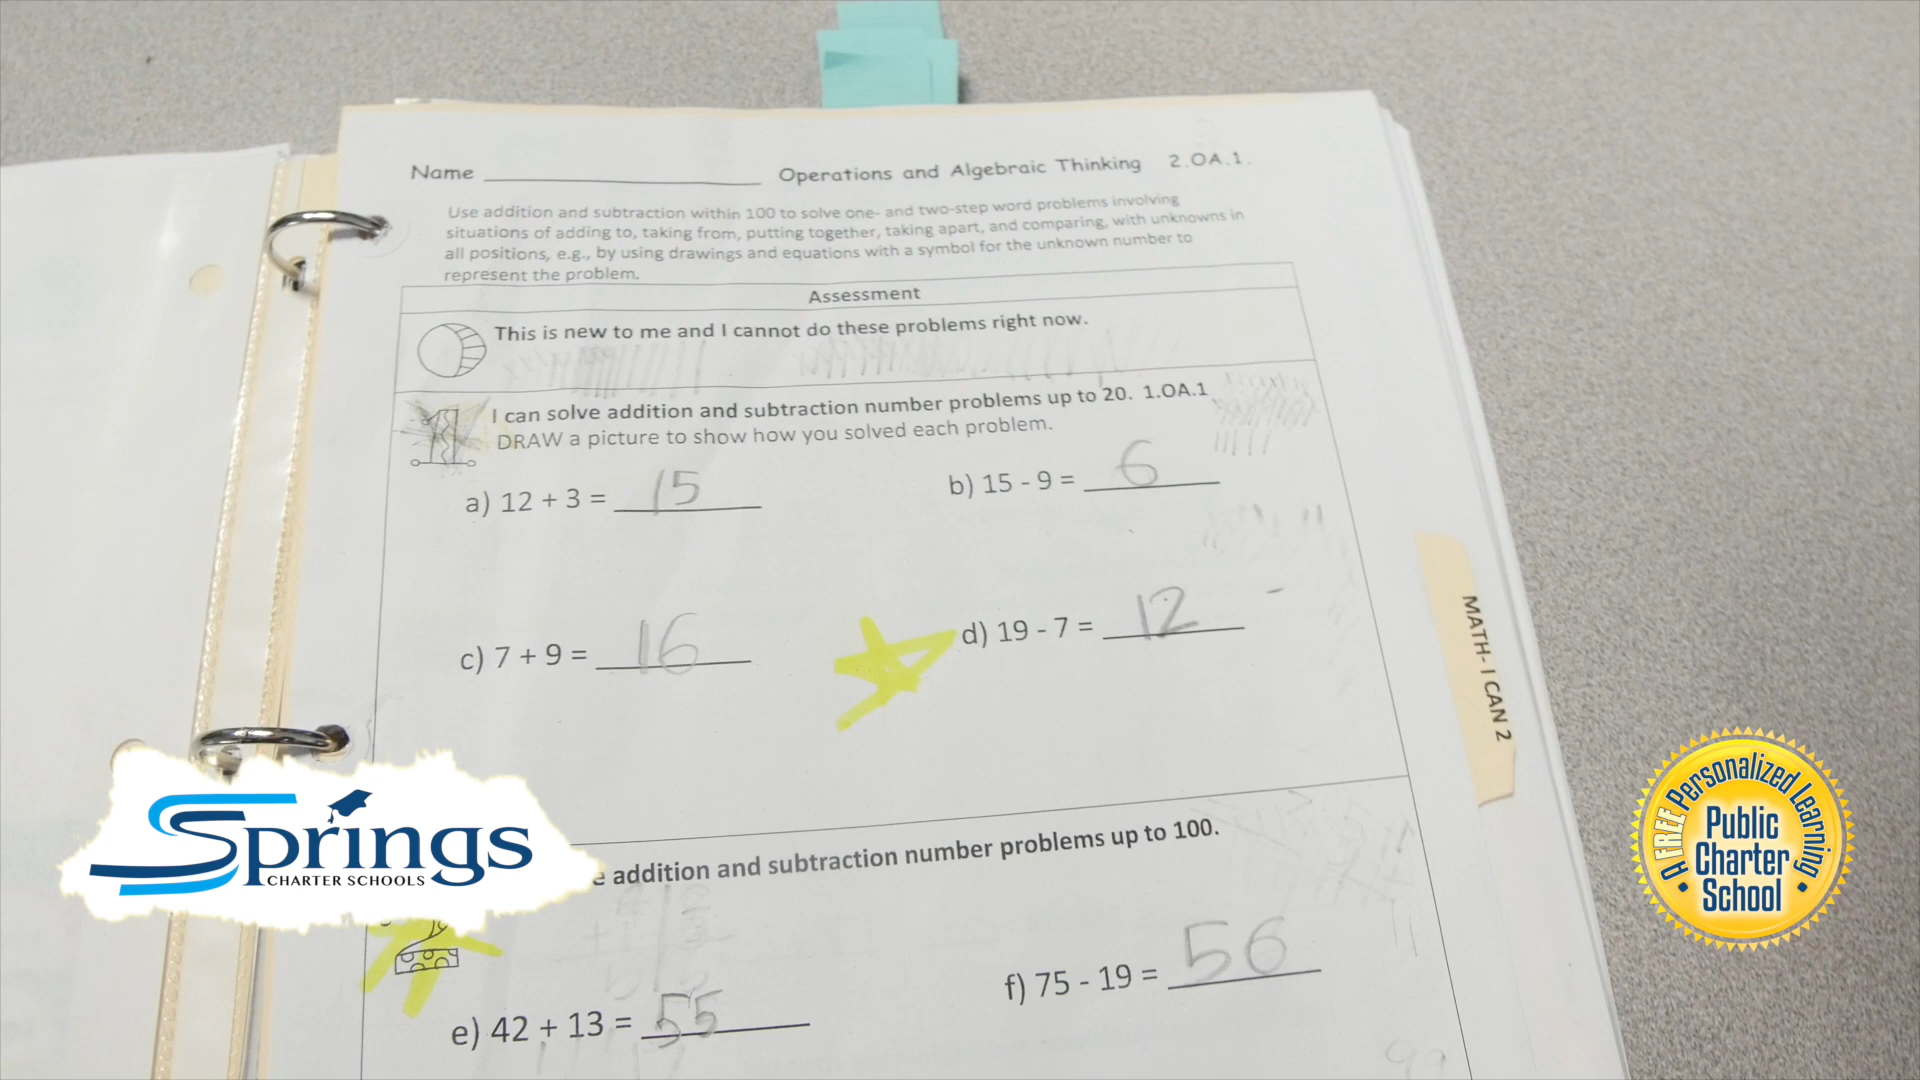 Name Operations and Algebraic Thinking 2.OA.1.
Use addition and subtraction within 100 to solve one- and two-step word problems involving
situations of adding to, taking from, putting together, taking apart, and comparing, with unknowns in
all positions, e.g., by using drawings and equations with a symbol for the unknown number to
represent the problem.
Assessment
This is new to me and I cannot do these problems right now.
I can solve addition and subtraction number problems up to 20. 1.OA.1
DRAW a picture to show how you solved each problem.
a) 12 + 3 = 15
b) 15 - 9 = 6
c) 7 + 9 = 16
d) 19 - 7 = 12
addition and subtraction number problems up to 100.
e) 42 + 13 = 55
f) 75 - 19 = 56
MATH- I CAN 2
Springs
CHARTER SCHOOLS
A FREE Personalized Learning
Public
Charter
School